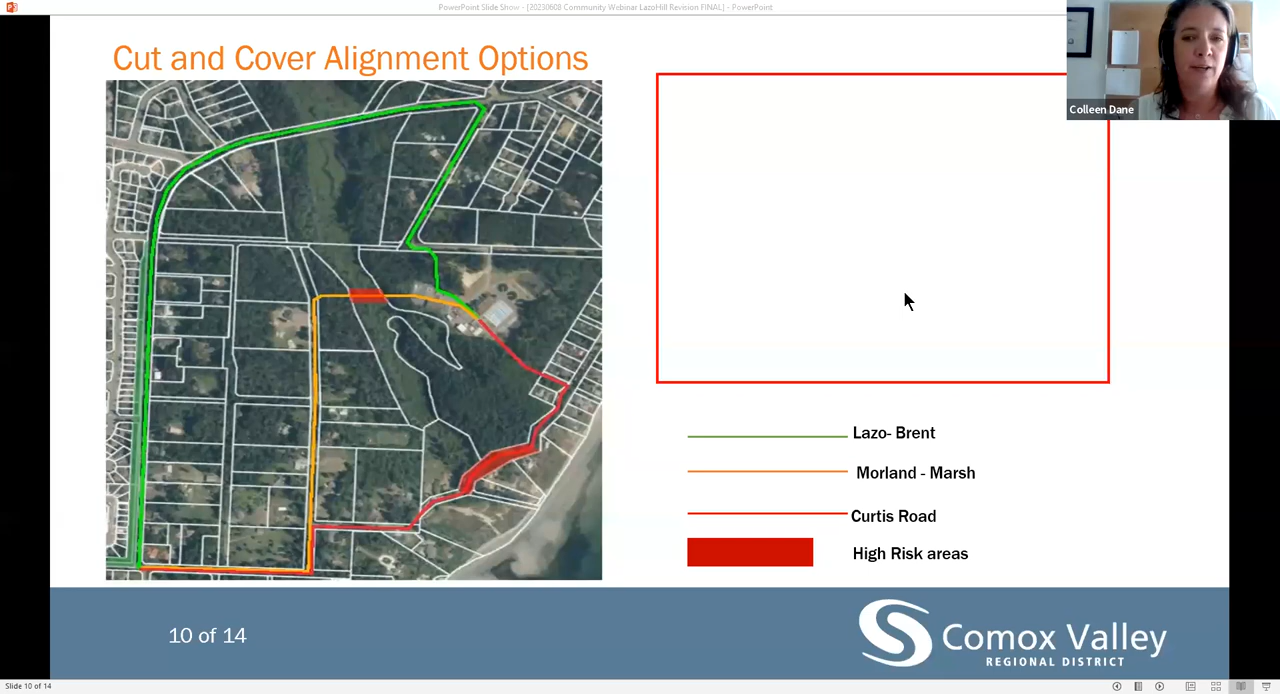 PowerPoint Slide Show - [20230608 Community Webinar LazoHill Revision FINAL] - PowerPoint
Colleen Dane
Cut and Cover Alignment Options
Lazo- Brent
Morland - Marsh
Curtis Road
High Risk areas
10 of 14
Comox Valley
REGIONAL DISTRICT
Slide 10 of 14